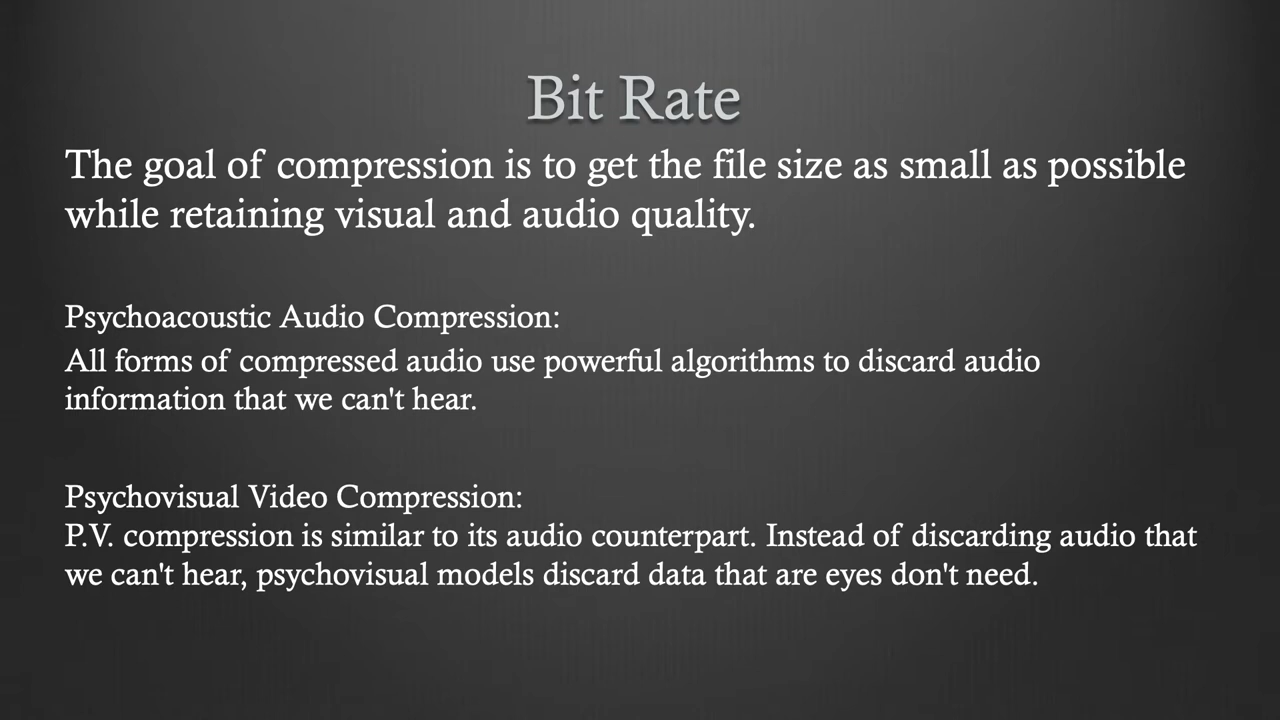 Bit Rate
The goal of compression is to get the file size as small as possible
while retaining visual and audio quality.
Psychoacoustic Audio Compression:
All forms of compressed audio use powerful algorithms to discard audio
information that we can't hear.
Psychovisual Video Compression:
P.V. compression is similar to its audio counterpart. Instead of discarding audio that
we can't hear, psychovisual models discard data that are eyes don't need.